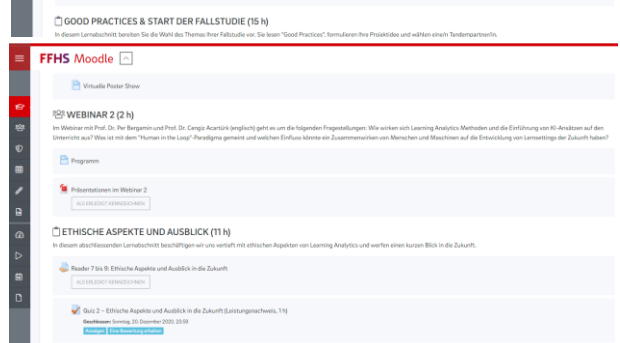 GOOD PRACTICES & START DER FALLSTUDIE (15 h)
In diesem Lernabschnitt bereiten Sie die Wahl des Themas Ihrer Fallstudie vor. Sie lesen "Good Practices", formulieren Ihre Projektidee und wählen eine/n Tandempartner/in.
FFHS Moodle
Virtuelle Poster Show
WEBINAR 2 (2 h)
Im Webinar mit Prof. Dr. Per Bergamin und Prof. Dr. Cengiz Acartürk (englisch) geht es um die folgenden Fragestellungen: Wie wirken sich Learning Analytics Methoden und die Einführung von KI-Ansätzen auf den
Unterricht aus? Was ist mit dem "Human in the Loop"-Paradigma gemeint und welchen Einfluss könnte ein Zusammenwirken von Menschen und Maschinen auf die Entwicklung von Lernsettings der Zukunft haben?
Programm
Präsentationen im Webinar 2
ALS ERLEDIGT KENNZEICHNEN
ETHISCHE ASPEKTE UND AUSBLICK (11 h)
In diesem abschliessenden Lernabschnitt beschäftigen wir uns vertieft mit ethischen Aspekten von Learning Analytics und werfen einen kurzen Blick in die Zukunft.
Reader 7 bis 9: Ethische Aspekte und Ausblick in die Zukunft
ALS ERLEDIGT KENNZEICHNEN
Quiz 2 – Ethische Aspekte und Ausblick in die Zukunft (Leistungsnachweis, 1 h)
Geschlossen: Sonntag, 20. Dezember 2020, 23:59
Anzeigen Eine Bewertung erhalten